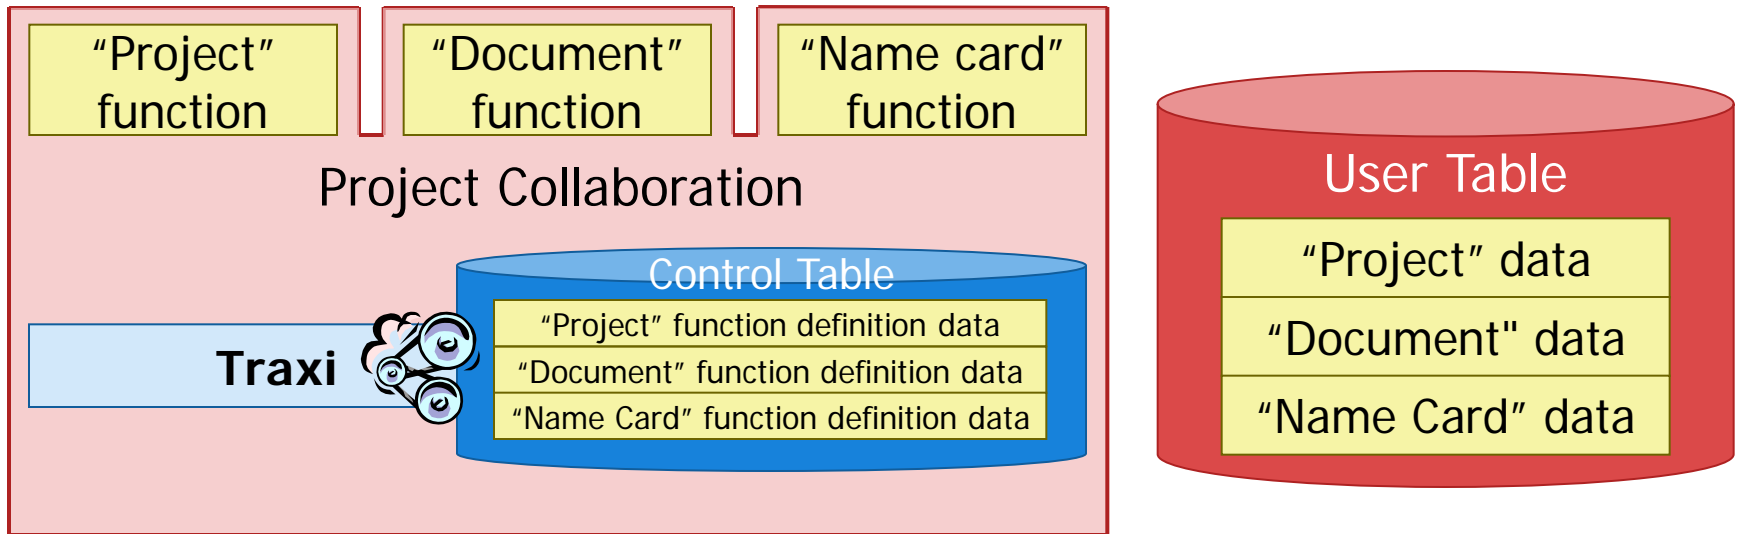 “Project”
function
“Document”
function
“Name card”
function
Project Collaboration
Control Table
“Project” function definition data
“Document” function definition data
“Name Card” function definition data
Traxi
User Table
“Project” data
“Document" data
“Name Card” data